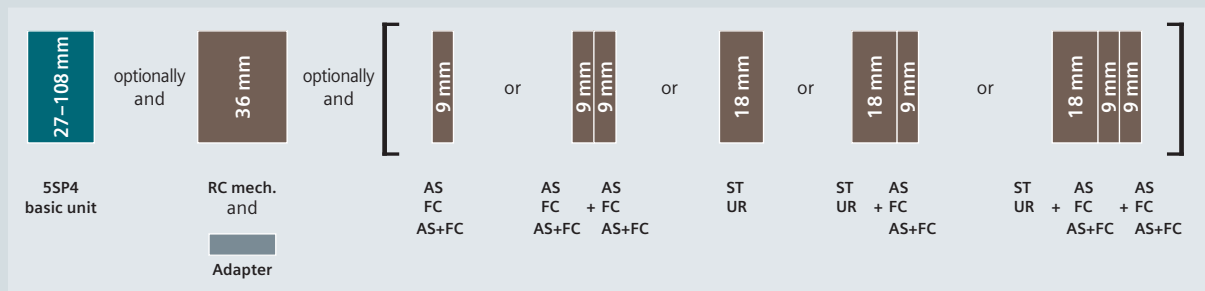 27–108 mm
optionally
and
36 mm
optionally
and
9 mm
or
9 mm
9 mm
or
18 mm
or
18 mm
9 mm
or
18 mm
9 mm
9 mm
5SP4
basic unit
RC mech.
and
Adapter
AS
FC
AS+FC
AS AS
FC + FC
AS+FC AS+FC
ST
UR
ST AS
UR + FC
AS+FC
ST AS AS
UR + FC + FC
AS+FC AS+FC